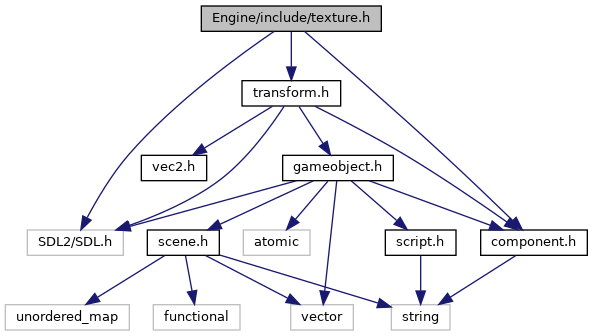 Engine/include/texture.h
transform.h
vec2.h
gameobject.h
SDL2/SDL.h
scene.h
atomic
script.h
component.h
unordered_map
functional
vector
string